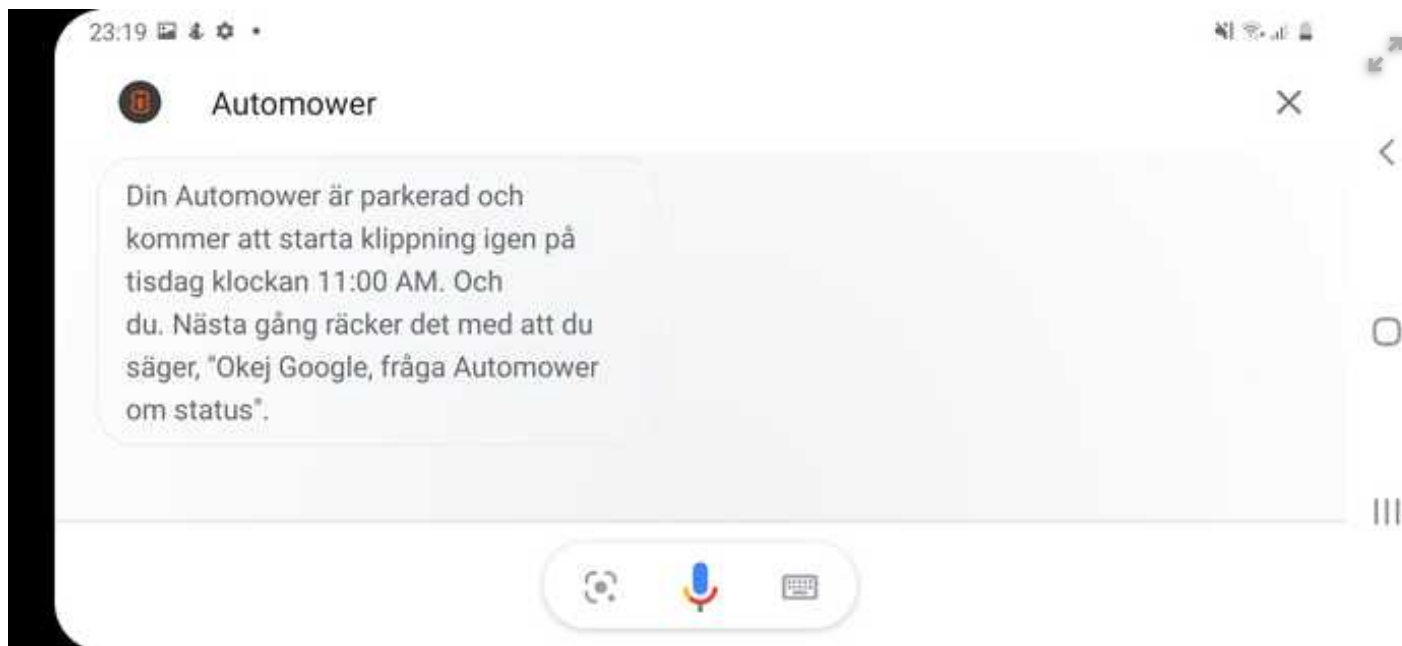 23:19
Automower
Din Automower är parkerad och
kommer att starta klippning igen på
tisdag klockan 11:00 AM. Och
du. Nästa gång räcker det med att du
säger, "Okej Google, fråga Automower
om status".